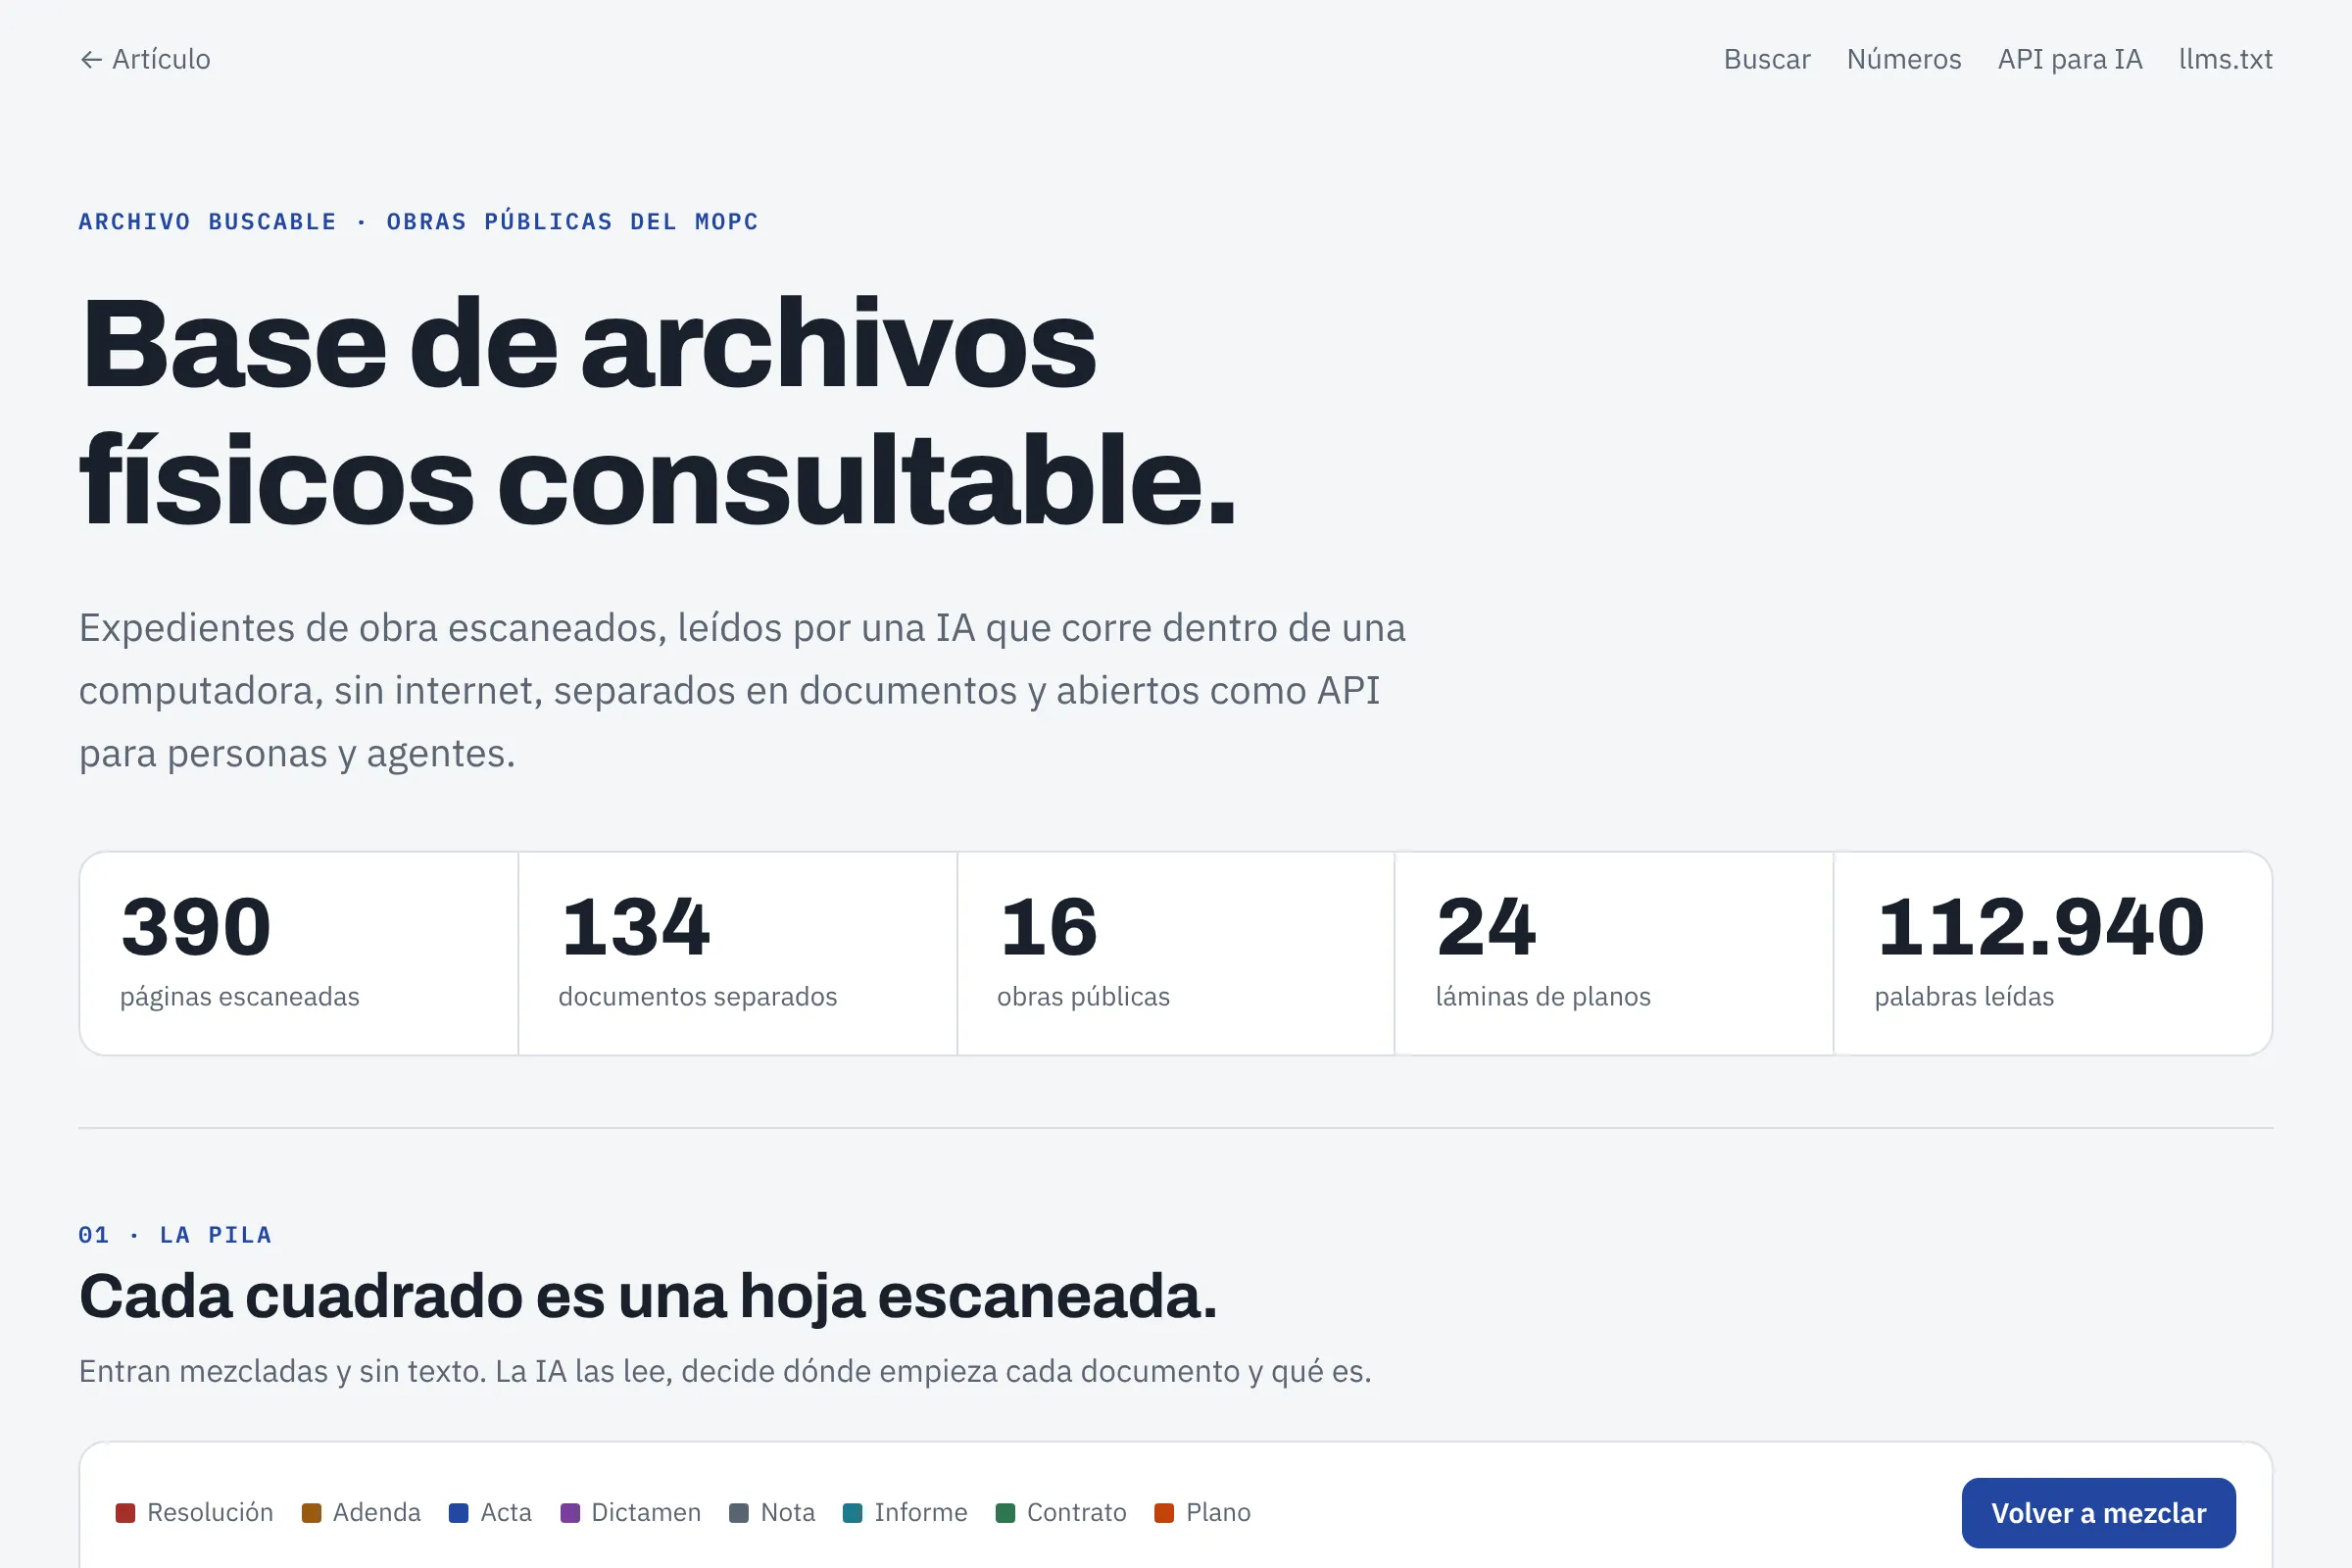 ← Artículo
Buscar Números API para IA llms.txt
ARCHIVO BUSCABLE · OBRAS PÚBLICAS DEL MOPC
Base de archivos
físicos consultable.
Expedientes de obra escaneados, leídos por una IA que corre dentro de una
computadora, sin internet, separados en documentos y abiertos como API
para personas y agentes.
390
páginas escaneadas
134
documentos separados
16
obras públicas
24
láminas de planos
112.940
palabras leídas
01 · LA PILA
Cada cuadrado es una hoja escaneada.
Entran mezcladas y sin texto. La IA las lee, decide dónde empieza cada documento y qué es.
Resolución Adenda Acta Dictamen Nota Informe Contrato Plano
Volver a mezclar